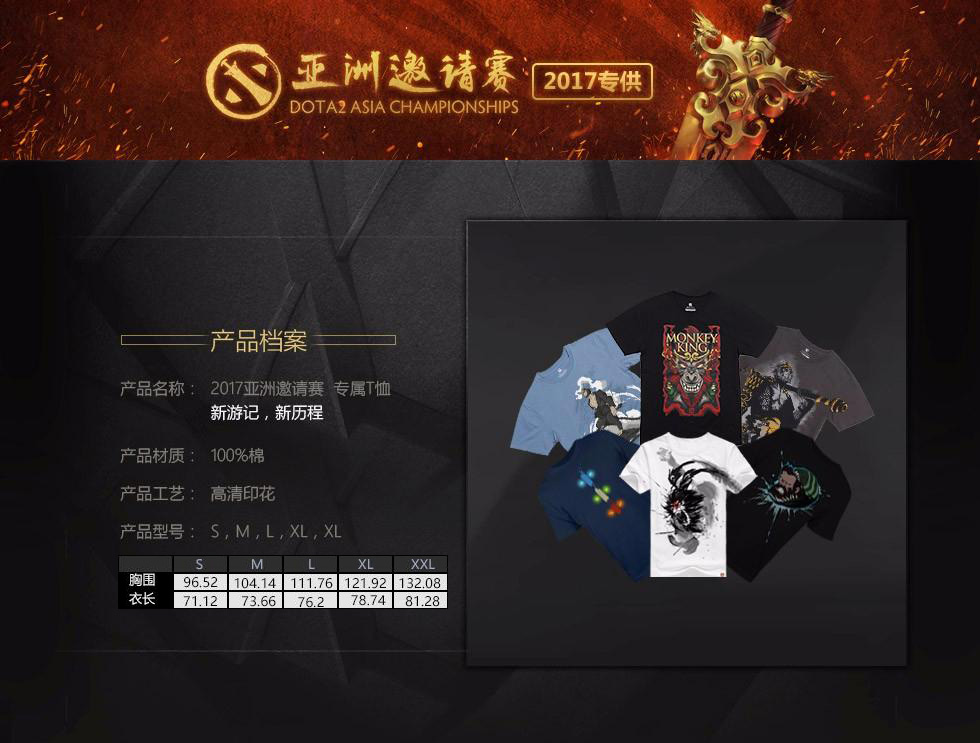 亚洲邀请赛
DOTA2 ASIA CHAMPIONSHIPS
2017专供
产品档案
产品名称： 2017亚洲邀请赛 专属T恤
新游记，新历程
产品材质： 100%棉
产品工艺： 高清印花
产品型号： S，M，L，XL，XL
S M L XL XXL
胸围 96.52 104.14 111.76 121.92 132.08
衣长 71.12 73.66 76.2 78.74 81.28
MONKEY
KING